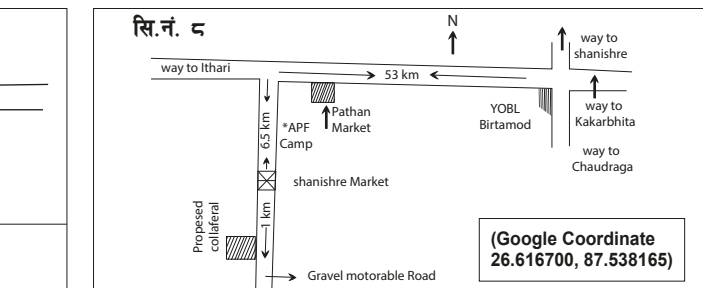 सि.नं. ८
N
way to
shanishre
way to Ithari
53 km
Pathan
Market
YOBL
Birtamod
way to
Kakarbhita
way to
Chaudraga
6.5 km
*APF
Camp
shanishre Market
1 km
Propesed
collaferal
(Google Coordinate
26.616700, 87.538165)
Gravel motorable Road